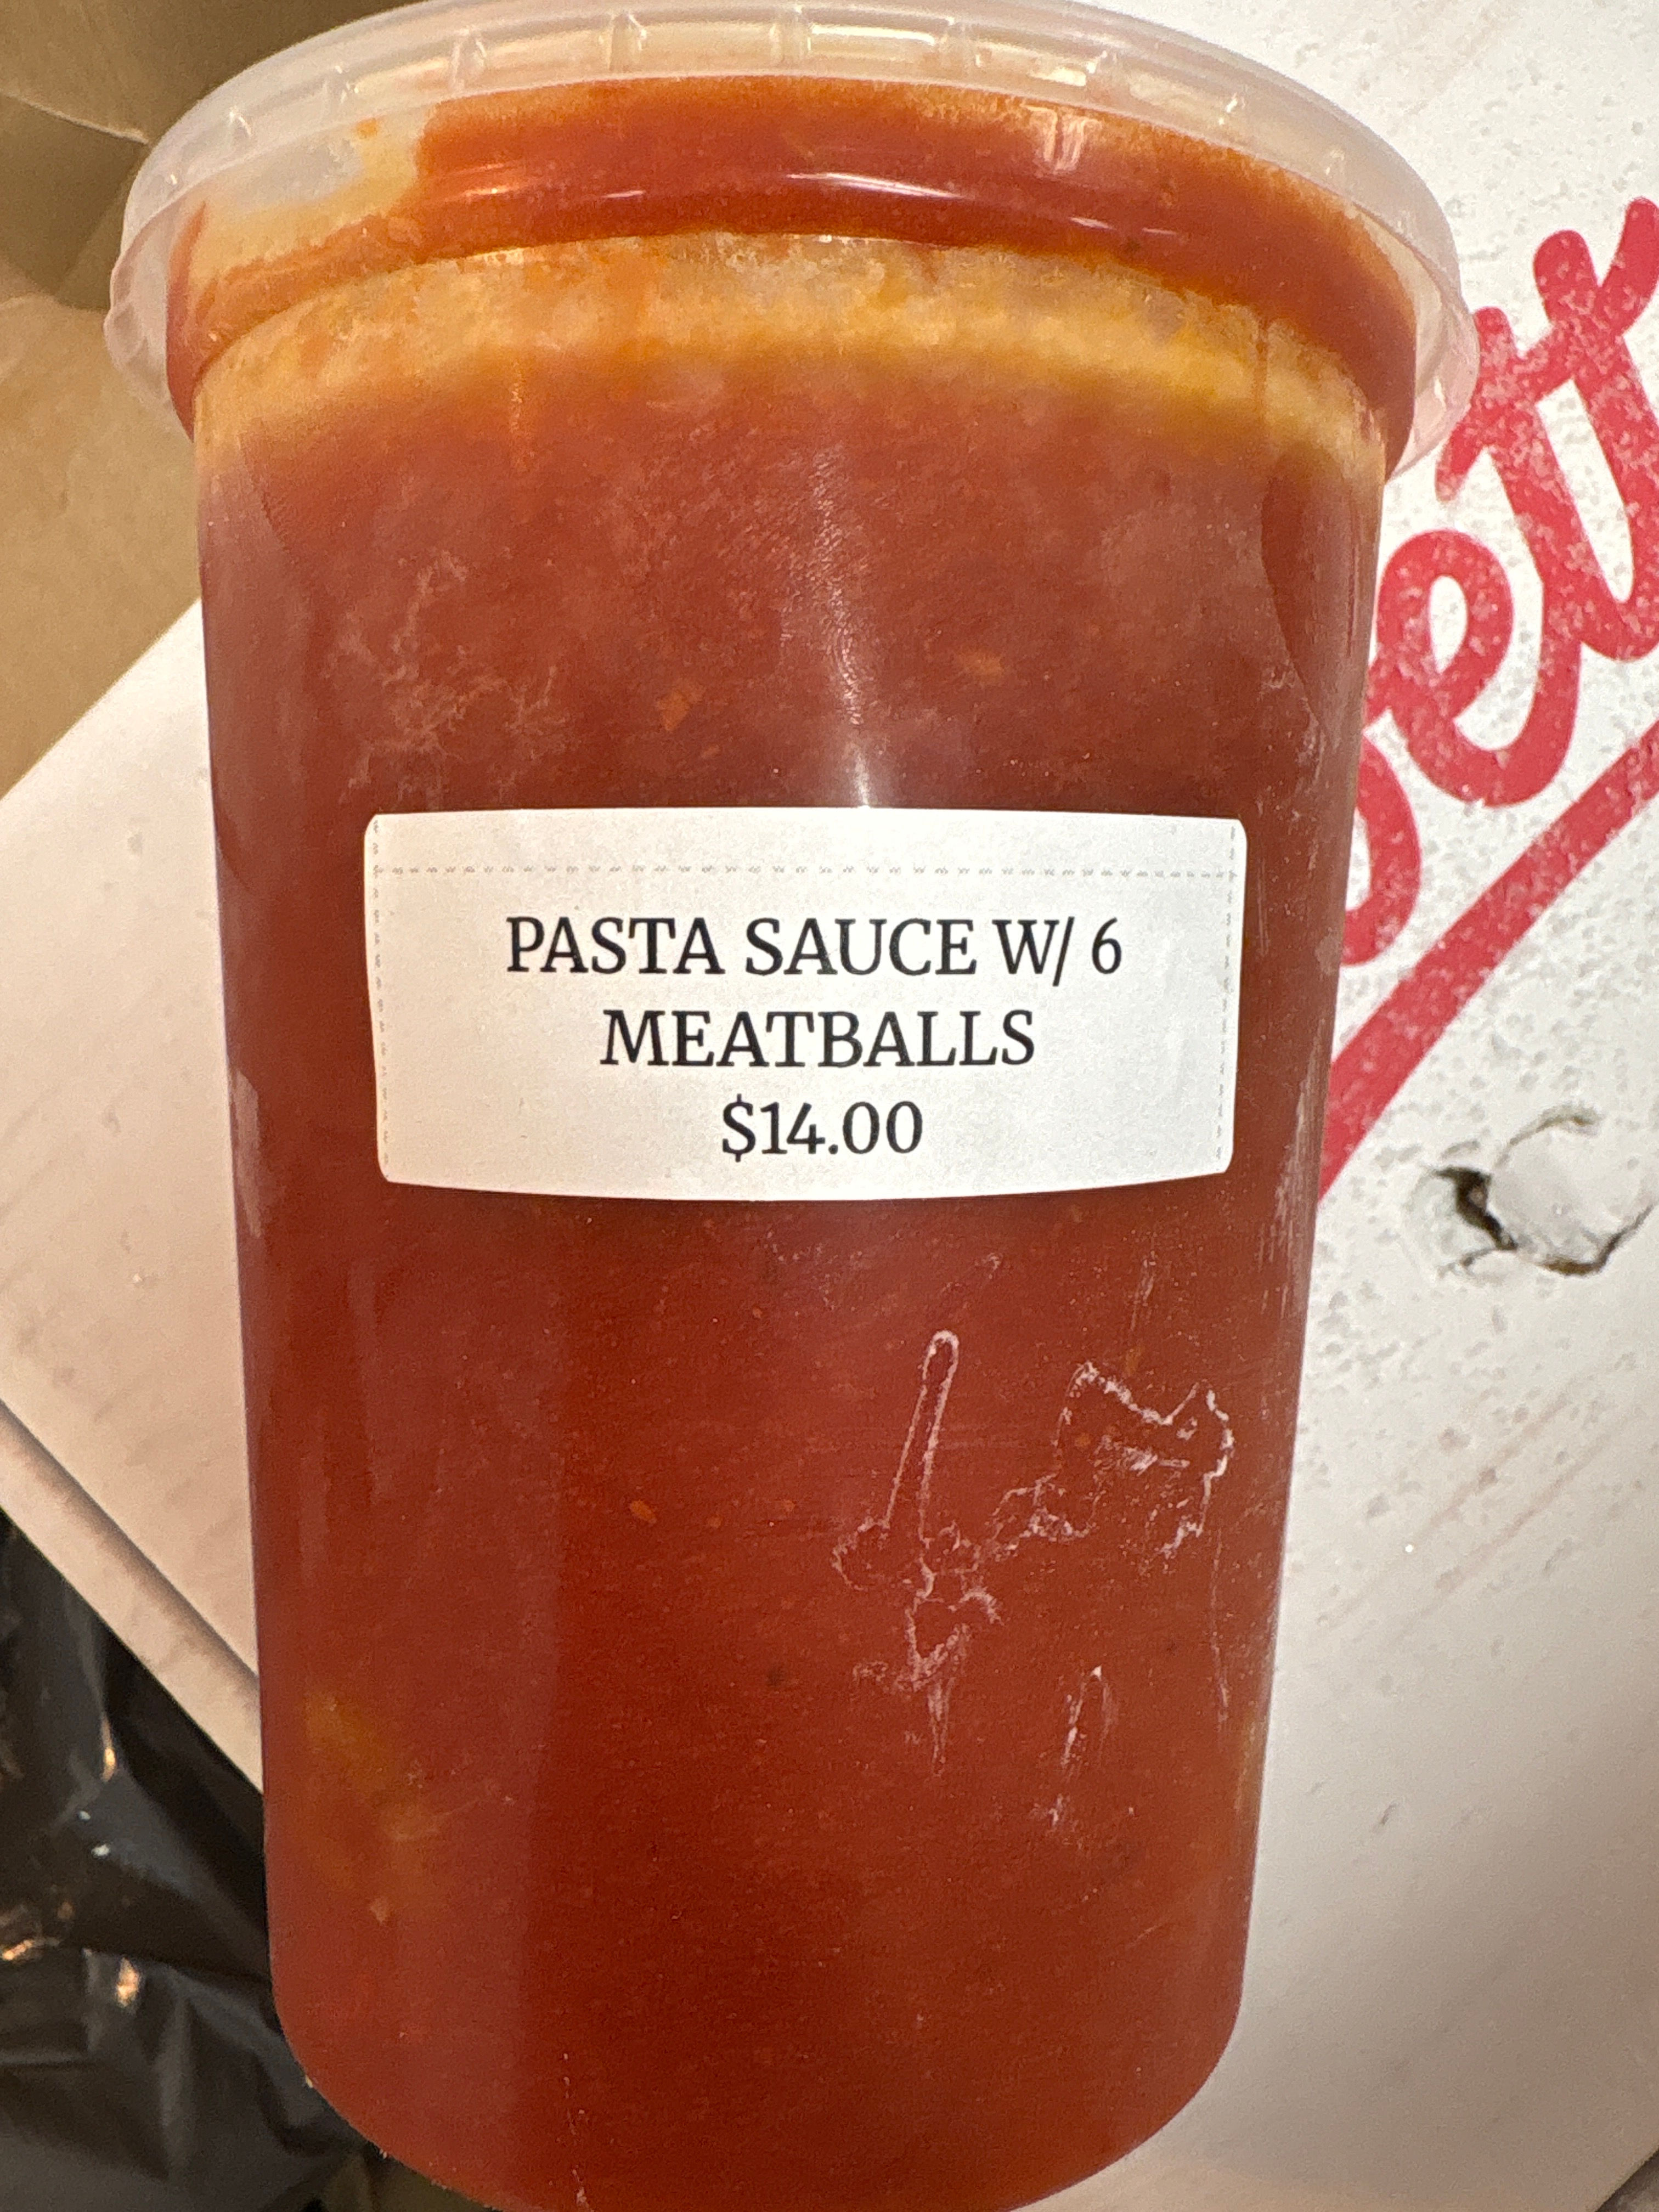 PASTA SAUCE W/ 6
MEATBALLS
$14.00